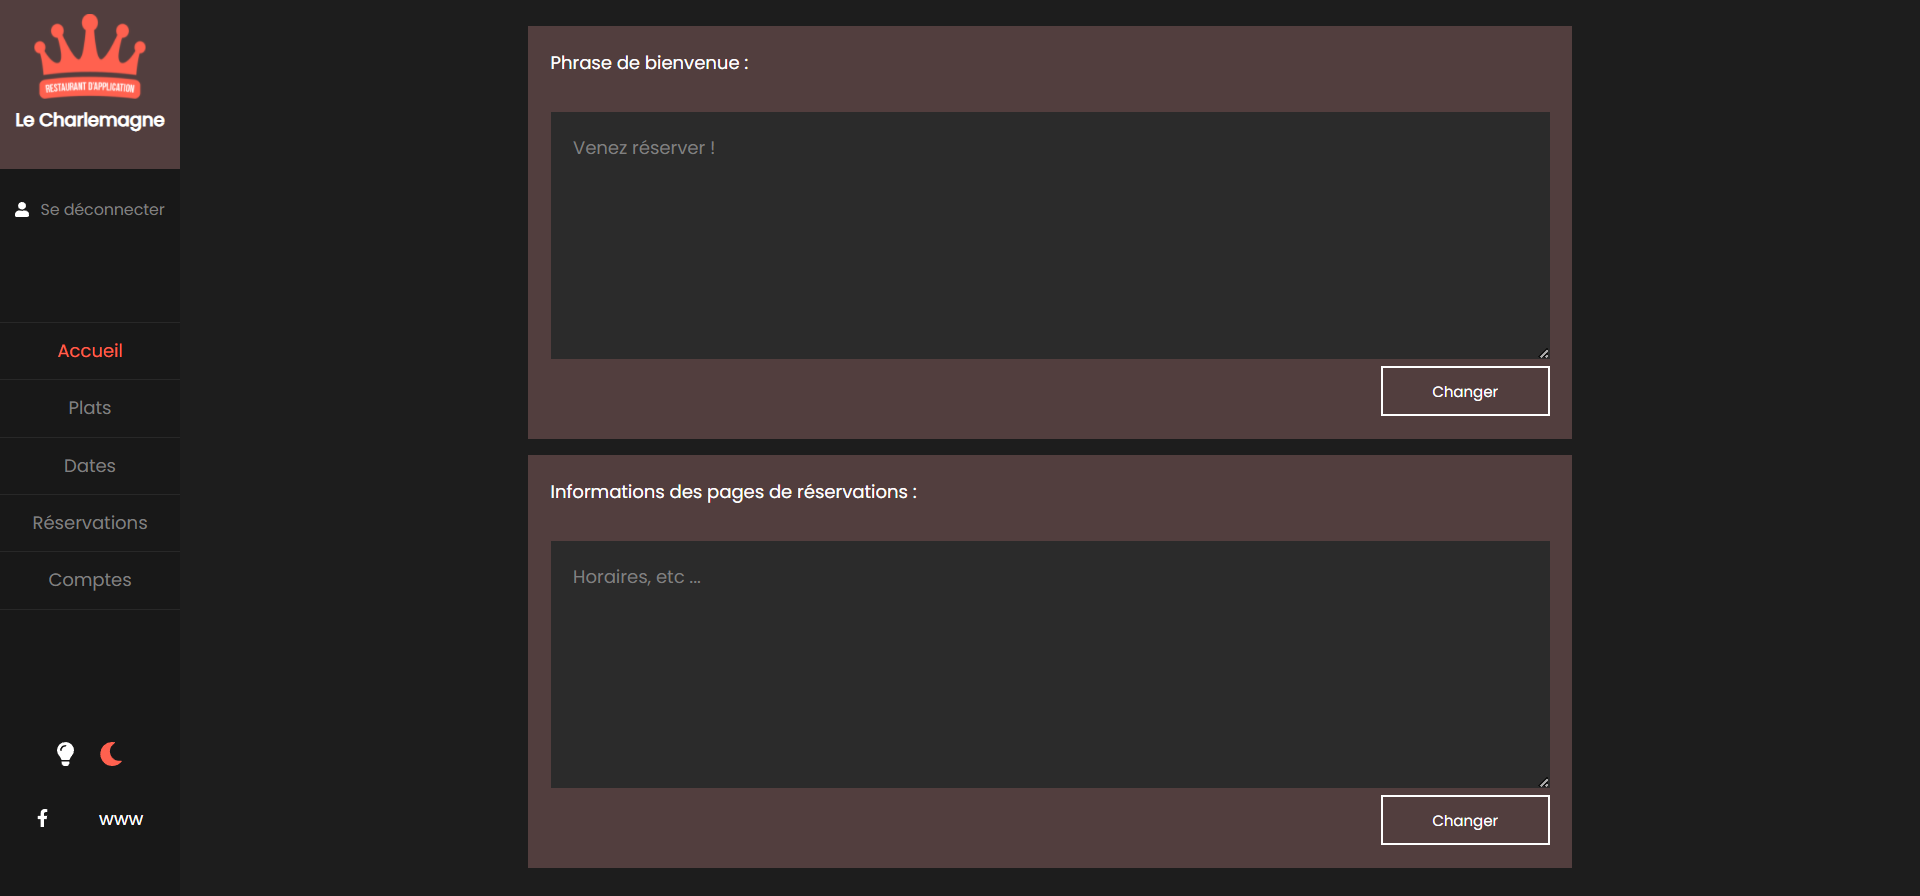 RESTAURANT D'APPLICATION
Le Charlemagne
Se déconnecter
Accueil
Plats
Dates
Réservations
Comptes
www
Phrase de bienvenue :
Venez réserver !
Changer
Informations des pages de réservations :
Horaires, etc ...
Changer